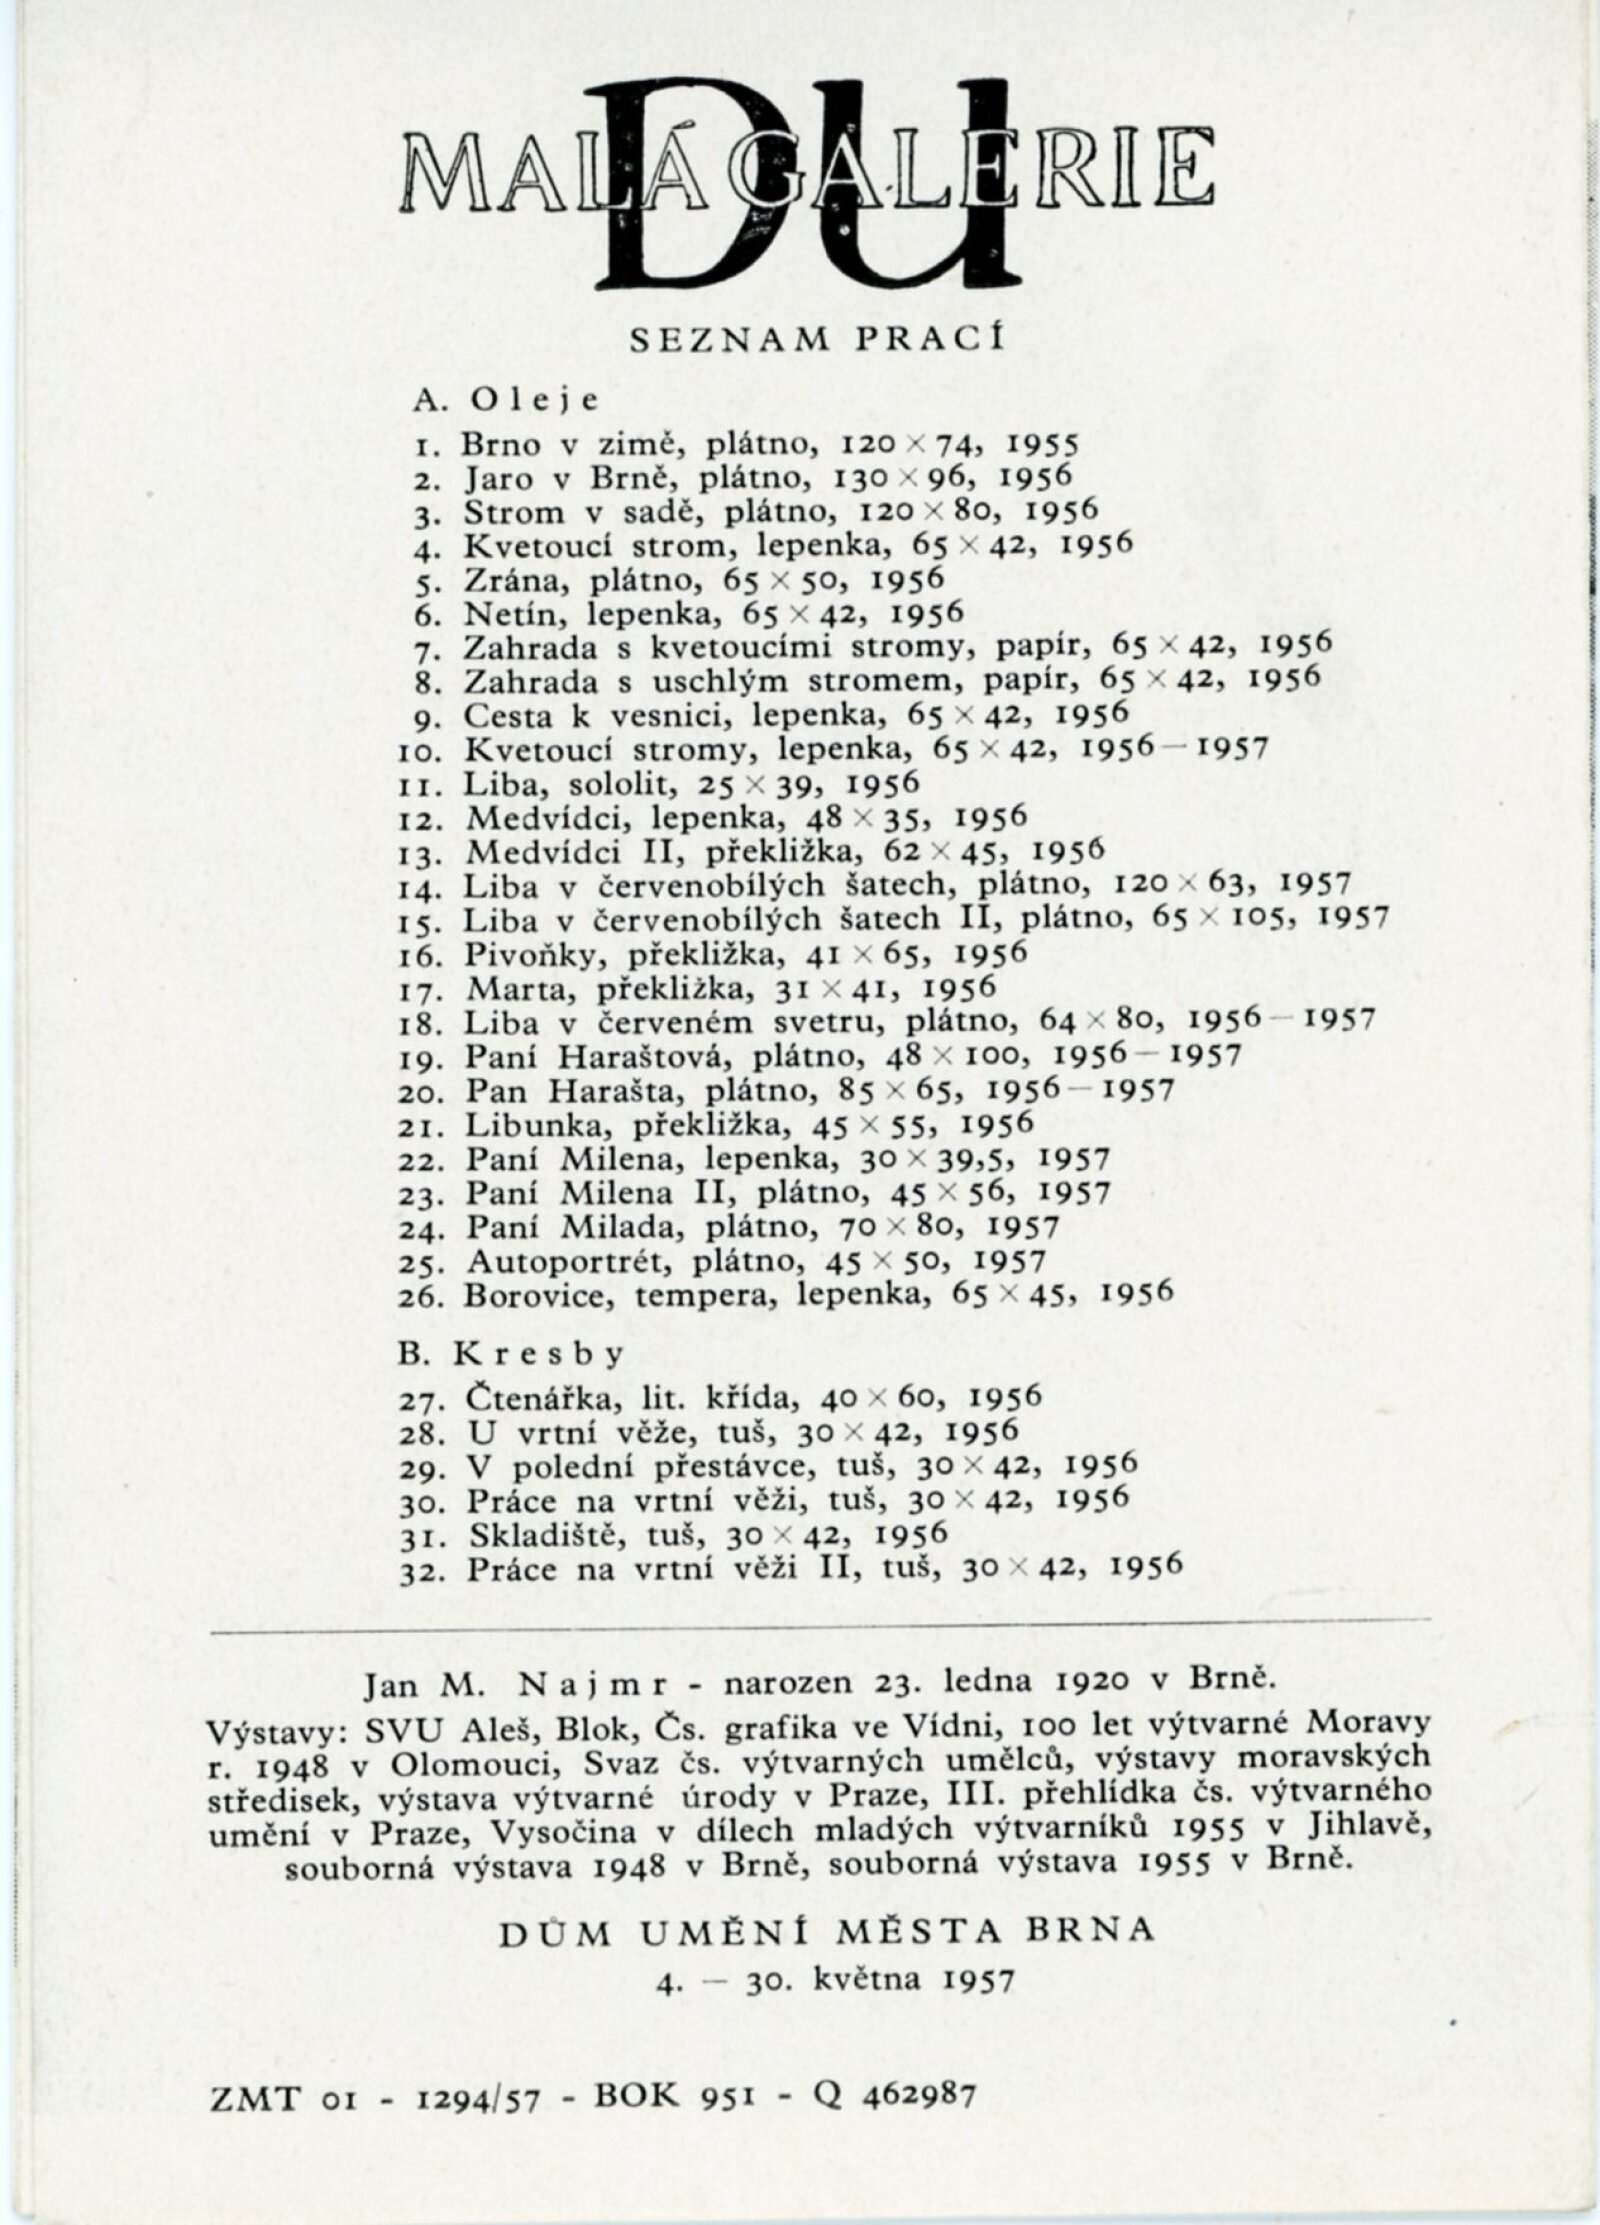 DU
MALÁ GALERIE
SEZNAM PRACÍ
A. Oleje
1. Brno v zimě, plátno, 120 × 74, 1955
2. Jaro v Brně, plátno, 130 × 96, 1956
3. Strom v sadě, plátno, 120 × 80, 1956
4. Kvetoucí strom, lepenka, 65 × 42, 1956
5. Zrána, plátno, 65 × 50, 1956
6. Netín, lepenka, 65 × 42, 1956
7. Zahrada s kvetoucími stromy, papír, 65 × 42, 1956
8. Zahrada s uschlým stromem, papír, 65 × 42, 1956
9. Cesta k vesnici, lepenka, 65 × 42, 1956
10. Kvetoucí stromy, lepenka, 65 × 42, 1956 — 1957
11. Liba, sololit, 25 × 39, 1956
12. Medvídci, lepenka, 48 × 35, 1956
13. Medvídci II, překližka, 62 × 45, 1956
14. Liba v červenobílých šatech, plátno, 120 × 63, 1957
15. Liba v červenobílých šatech II, plátno, 65 × 105, 1957
16. Pivoňky, překližka, 41 × 65, 1956
17. Marta, překližka, 31 × 41, 1956
18. Liba v červeném svetru, plátno, 64 × 80, 1956 — 1957
19. Paní Haraštová, plátno, 48 × 100, 1956 — 1957
20. Pan Harašta, plátno, 85 × 65, 1956 — 1957
21. Libunka, překližka, 45 × 55, 1956
22. Paní Milena, lepenka, 30 × 39,5, 1957
23. Paní Milena II, plátno, 45 × 56, 1957
24. Paní Milada, plátno, 70 × 80, 1957
25. Autoportrét, plátno, 45 × 50, 1957
26. Borovice, tempera, lepenka, 65 × 45, 1956
B. Kresby
27. Čtenářka, lit. křída, 40 × 60, 1956
28. U vrtní věže, tuš, 30 × 42, 1956
29. V polední přestávce, tuš, 30 × 42, 1956
30. Práce na vrtní věži, tuš, 30 × 42, 1956
31. Skladiště, tuš, 30 × 42, 1956
32. Práce na vrtní věži II, tuš, 30 × 42, 1956
Jan M. Najmr - narozen 23. ledna 1920 v Brně.
Výstavy: SVU Aleš, Blok, Čs. grafika ve Vídni, 100 let výtvarné Moravy
r. 1948 v Olomouci, Svaz čs. výtvarných umělců, výstavy moravských
středisek, výstava výtvarné úrody v Praze, III. přehlídka čs. výtvarného
umění v Praze, Vysočina v dílech mladých výtvarníků 1955 v Jihlavě,
souborná výstava 1948 v Brně, souborná výstava 1955 v Brně.
DŮM UMĚNÍ MĚSTA BRNA
4. — 30. května 1957
ZMT 01 - 1294/57 - BOK 951 - Q 462987